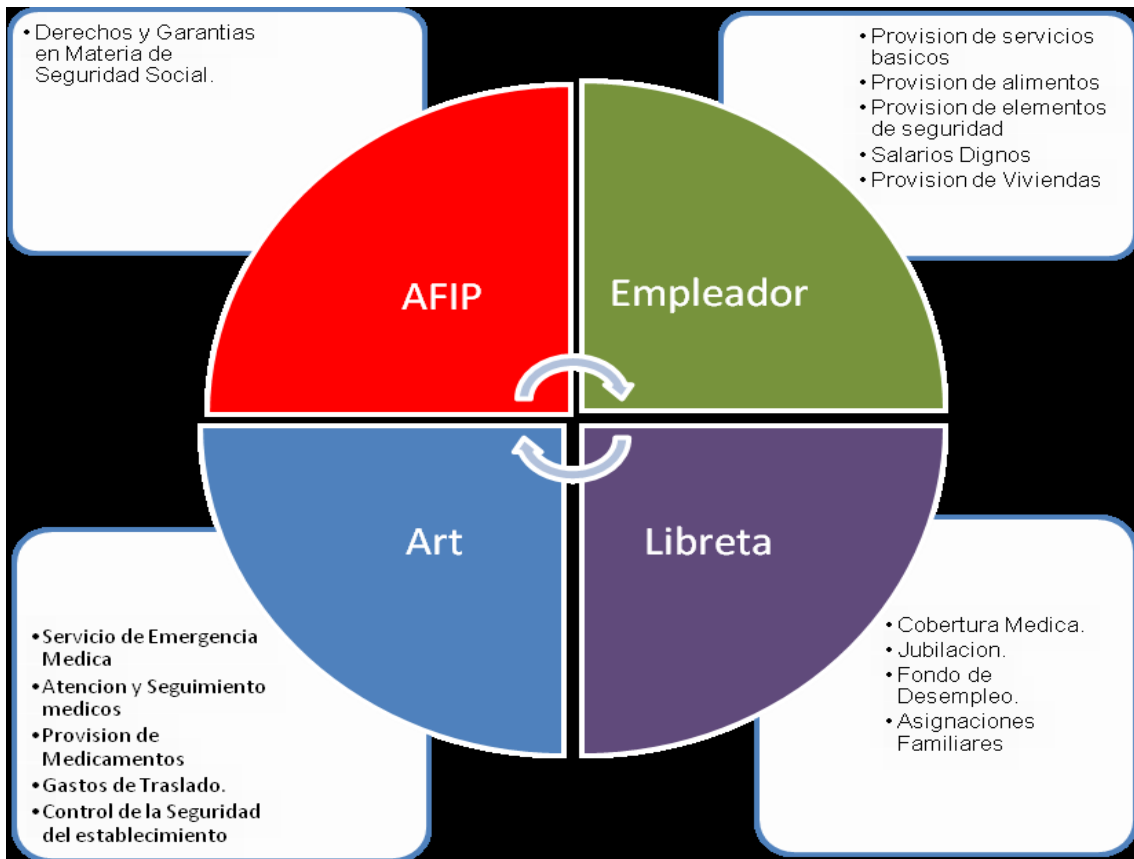 • Derechos y Garantias
en Materia de
Seguridad Social.
• Provision de servicios
basicos
• Provision de alimentos
• Provision de elementos
de seguridad
• Salarios Dignos
• Provision de Viviendas
AFIP
Empleador
Art
Libreta
• Servicio de Emergencia
Medica
• Atencion y Seguimiento
medicos
• Provision de
Medicamentos
• Gastos de Traslado.
• Control de la Seguridad
del establecimiento
• Cobertura Medica.
• Jubilacion.
• Fondo de
Desempleo.
• Asignaciones
Familiares